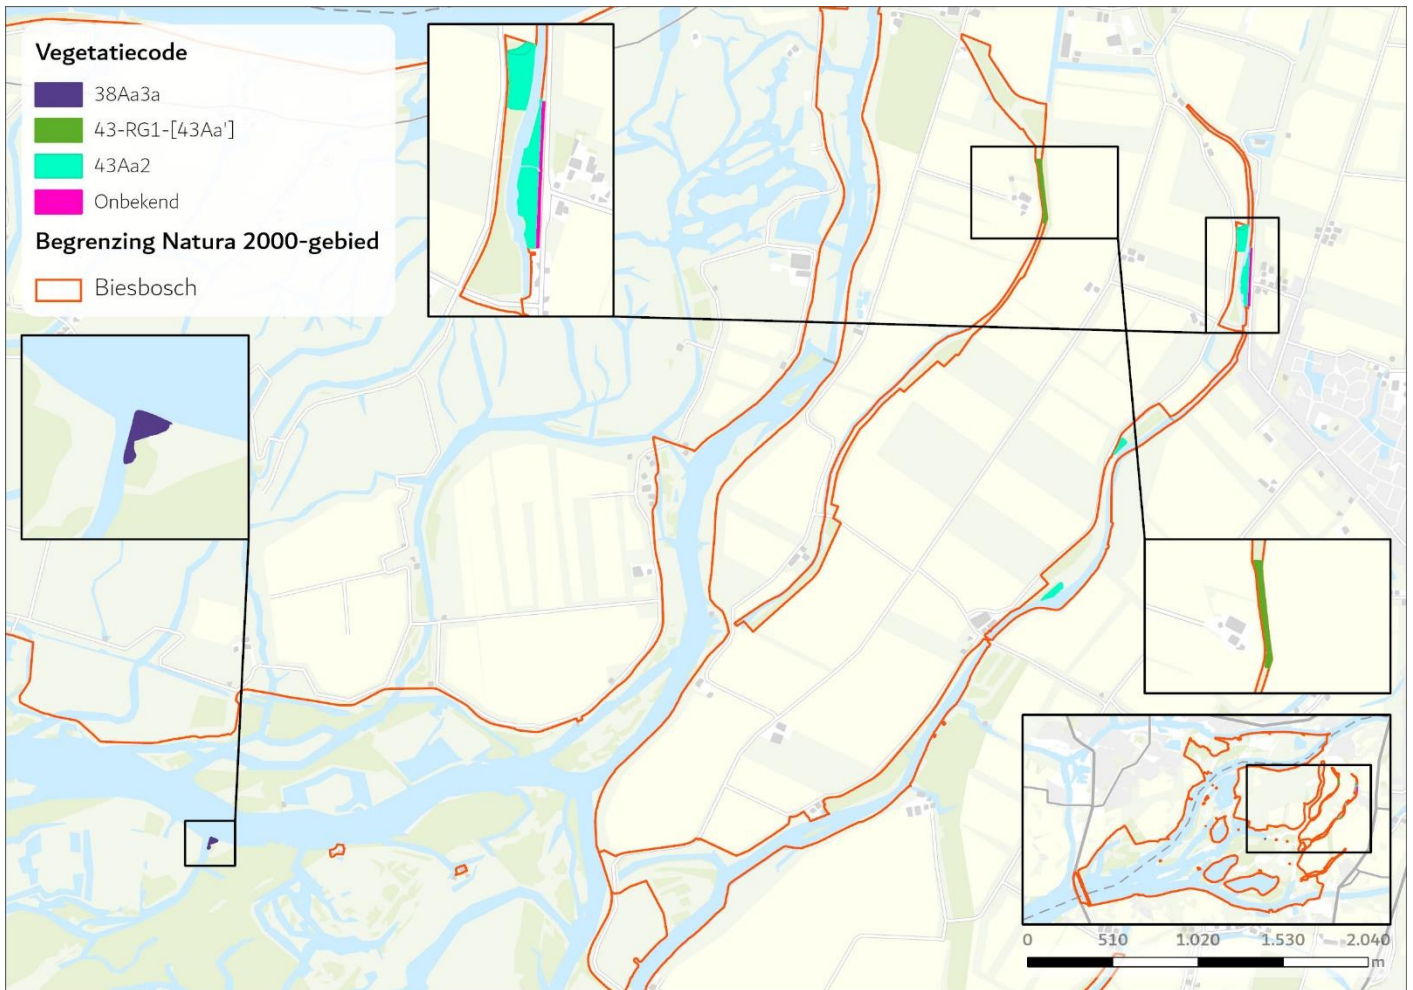 Vegetatiecode
38Aa3a
43-RG1-[43Aa']
43Aa2
Onbekend
Begrenzing Natura 2000-gebied
Biesbosch
0 510 1.020 1.530 2.040
m